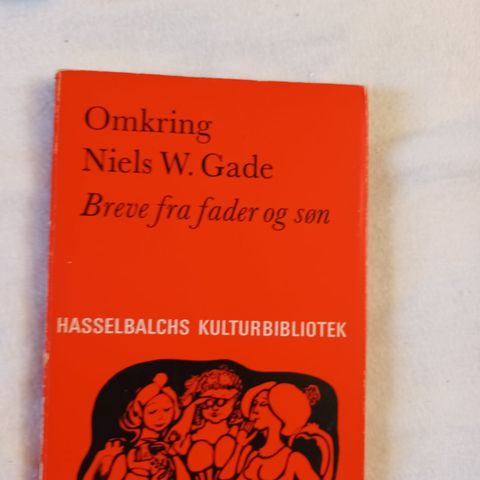 Omkring
Niels W. Gade
Breve fra fader og søn
HASSELBALCHS KULTURBIBLIOTEK